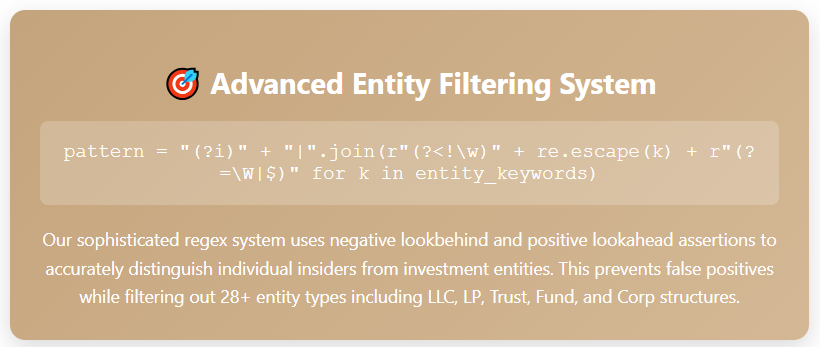 🎯 Advanced Entity Filtering System
pattern = "(?i)" + "|".join(r"(?<!\w)" + re.escape(k) + r"(?
=\W|$)" for k in entity_keywords)
Our sophisticated regex system uses negative lookbehind and positive lookahead assertions to
accurately distinguish individual insiders from investment entities. This prevents false positives
while filtering out 28+ entity types including LLC, LP, Trust, Fund, and Corp structures.